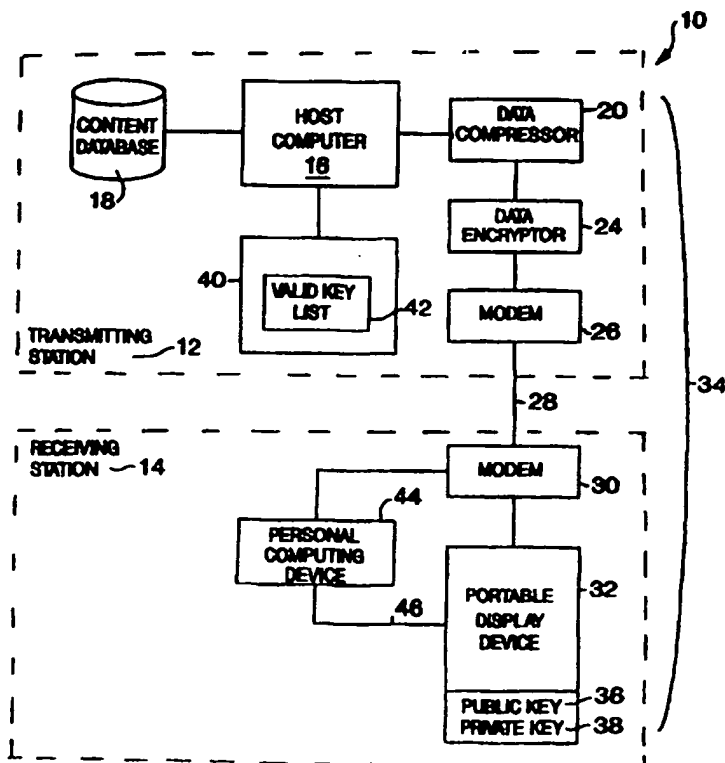 10
CONTENT
DATABASE
18
HOST
COMPUTER
16
DATA
COMPRESSOR
20
DATA
ENCRYPTOR
24
40
VALID KEY
LIST
42
MODEM
26
TRANSMITTING
STATION 12
34
28
RECEIVING
STATION 14
MODEM
30
44
PERSONAL
COMPUTING
DEVICE
46
PORTABLE
DISPLAY
DEVICE
32
PUBLIC KEY 36
PRIVATE KEY 38